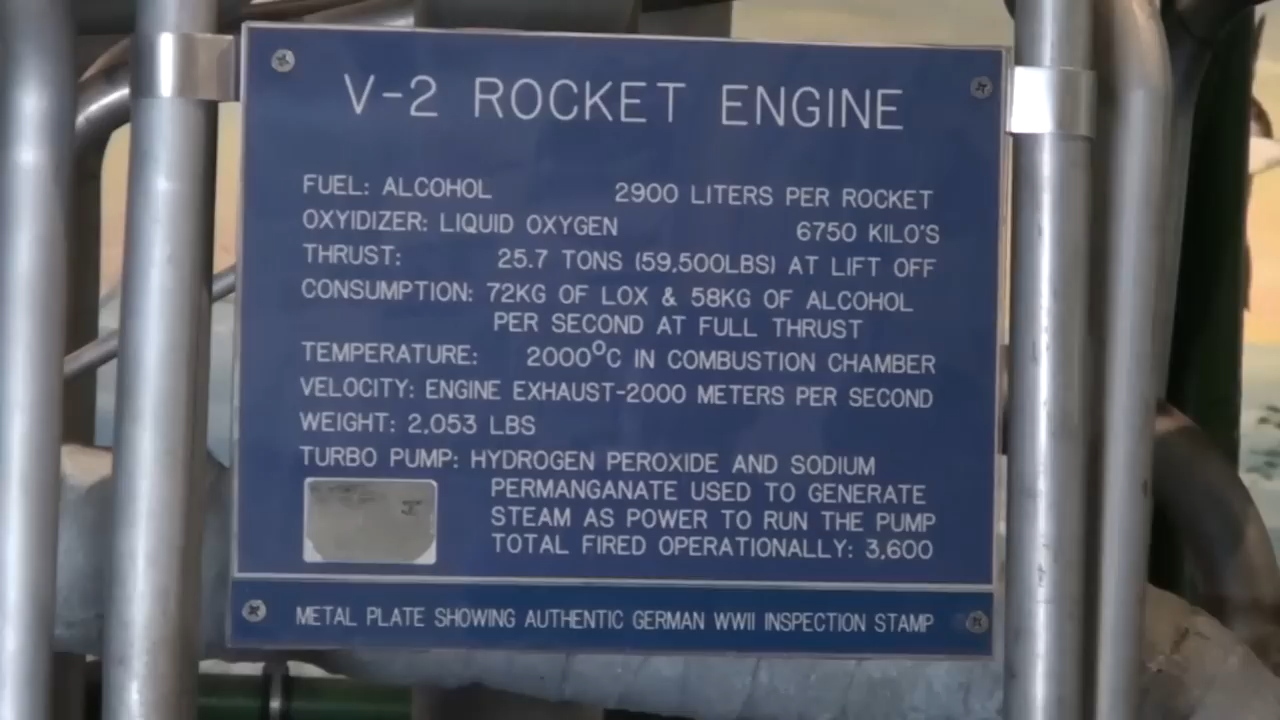 V-2 ROCKET ENGINE
FUEL: ALCOHOL 2900 LITERS PER ROCKET
OXYIDIZER: LIQUID OXYGEN 6750 KILO'S
THRUST: 25.7 TONS (59,500LBS) AT LIFT OFF
CONSUMPTION: 72KG OF LOX & 58KG OF ALCOHOL
PER SECOND AT FULL THRUST
TEMPERATURE: 2000°C IN COMBUSTION CHAMBER
VELOCITY: ENGINE EXHAUST-2000 METERS PER SECOND
WEIGHT: 2,053 LBS
TURBO PUMP: HYDROGEN PEROXIDE AND SODIUM
PERMANGANATE USED TO GENERATE
STEAM AS POWER TO RUN THE PUMP
TOTAL FIRED OPERATIONALLY: 3,600
METAL PLATE SHOWING AUTHENTIC GERMAN WWII INSPECTION STAMP